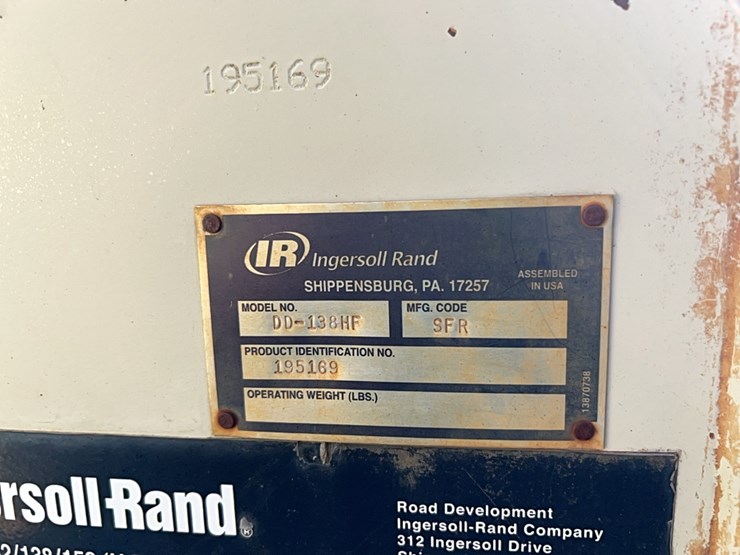 195169
IR Ingersoll Rand
SHIPPENSBURG, PA. 17257
ASSEMBLED
IN USA
MODEL NO.
DD-138HF
MFG. CODE
SFR
PRODUCT IDENTIFICATION NO.
195169
OPERATING WEIGHT (LBS.)
13870738
rsoll-Rand®
Road Development
Ingersoll-Rand Company
312 Ingersoll Drive